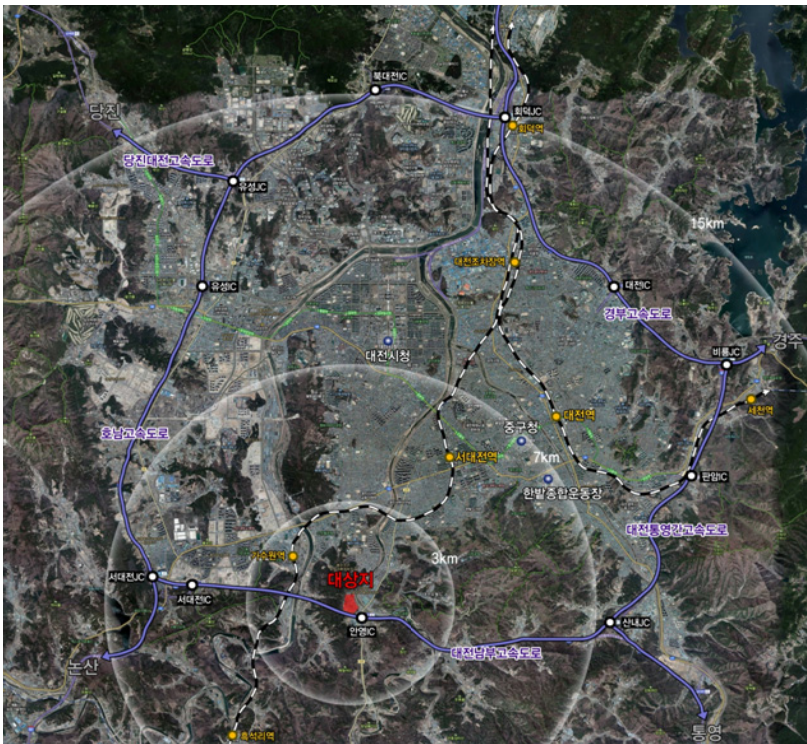 북대전IC
당진
회덕JC
회덕역
당진대전고속도로
유성JC
15km
대전조차장역
유성IC
대전IC
경부고속도로
대전시청
경주
비룡JC
세천역
대전역
호남고속도로
중구청
서대전역
7km
판암IC
한밭종합운동장
대전통영간고속도로
가수원역
3km
서대전JC
대상지
서대전IC
안영IC
산내JC
대전남부고속도로
논산
흑석리역
통영